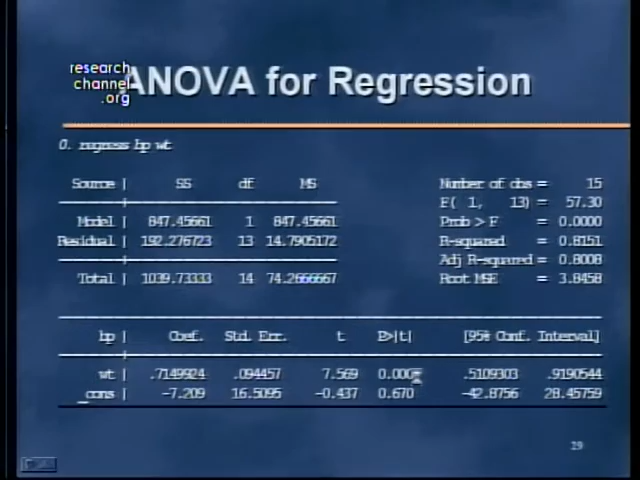 research
channel
.org
ANOVA for Regression
0. regress bp wt
Source | SS df MS Number of obs = 15
F( 1, 13) = 57.30
Model | 847.45661 1 847.45661 Prob > F = 0.0000
Residual | 192.276723 13 14.7905172 R-squared = 0.8151
Adj R-squared = 0.8008
Total | 1039.73333 14 74.2666667 Root MSE = 3.8458
bp | Coef. Std. Err. t P>|t| [95% Conf. Interval]
wt | .7149924 .094457 7.569 0.000 .5109303 .9190544
_cons | -7.209 16.5095 -0.437 0.670 -42.8756 28.45759
29